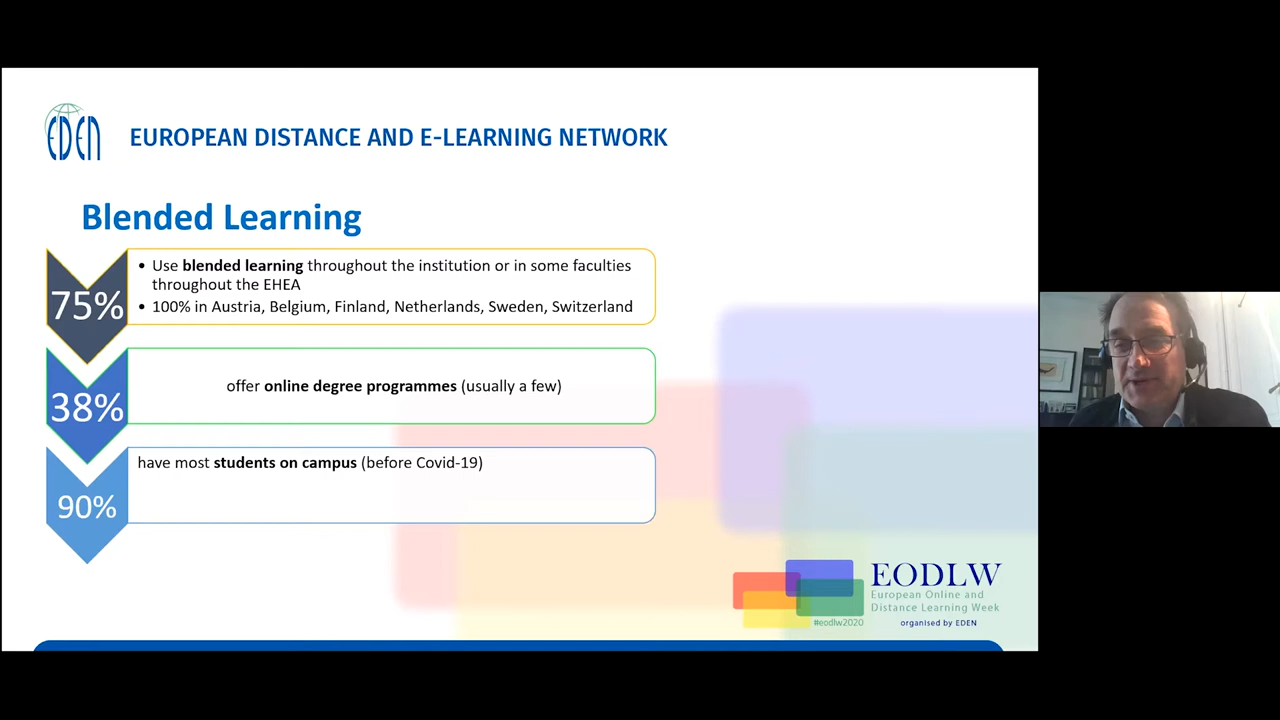 EDEN
EUROPEAN DISTANCE AND E-LEARNING NETWORK
Blended Learning
75%
• Use blended learning throughout the institution or in some faculties
throughout the EHEA
• 100% in Austria, Belgium, Finland, Netherlands, Sweden, Switzerland
38%
offer online degree programmes (usually a few)
90%
have most students on campus (before Covid-19)
EODLW
European Online and
Distance Learning Week
#eodlw2020
organised by EDEN